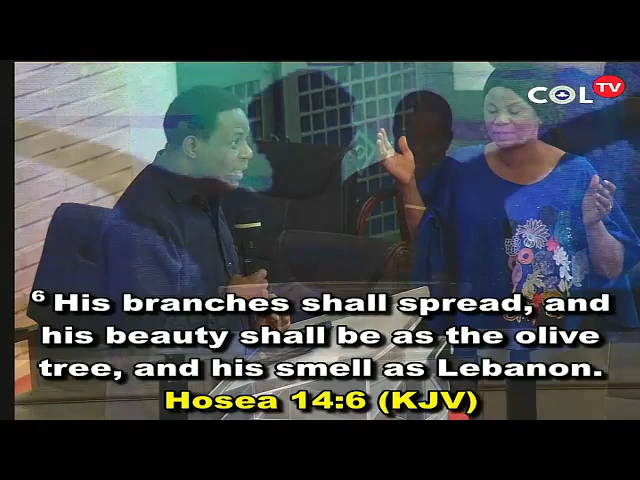 COL TV
6 His branches shall spread, and
his beauty shall be as the olive
tree, and his smell as Lebanon.
Hosea 14:6 (KJV)